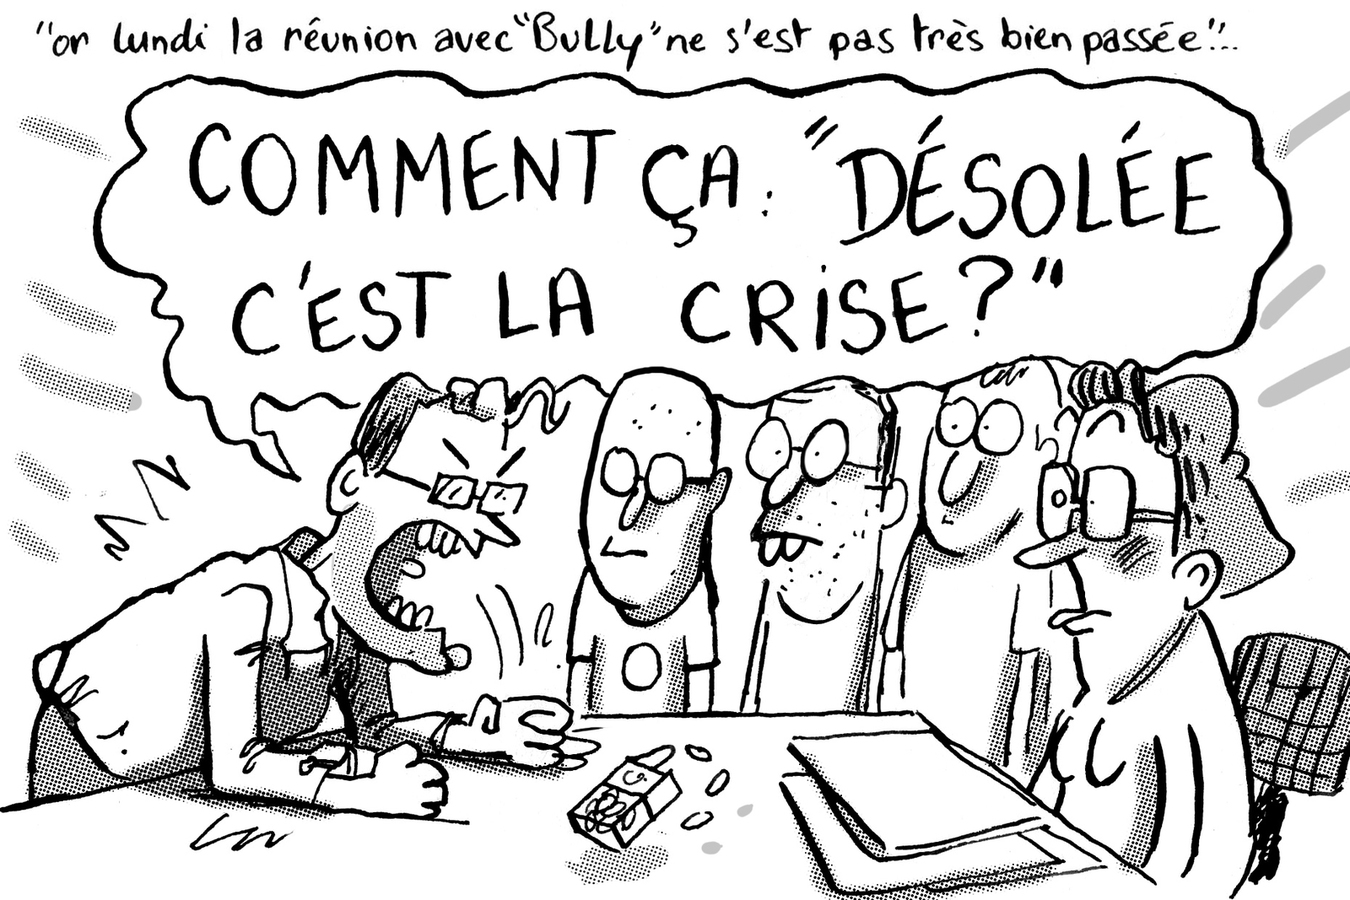 "or lundi la réunion avec "Bully" ne s'est pas très bien passée"...
COMMENT ÇA : "DÉSOLÉE
C'EST LA CRISE ?"